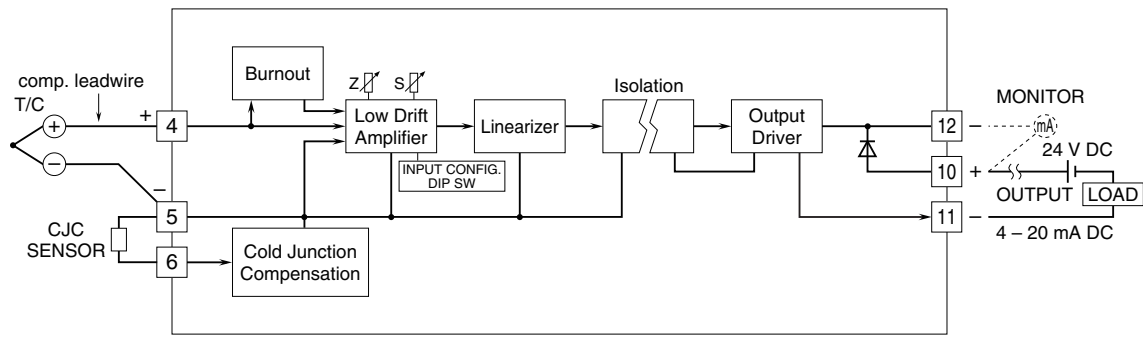 comp. leadwire
T/C
+
−
+
−
4
5
6
CJC
SENSOR
Burnout
Z
S
Low Drift
Amplifier
INPUT CONFIG.
DIP SW
Cold Junction
Compensation
Linearizer
Isolation
Output
Driver
MONITOR
12
−
mA
24 V DC
10
+
OUTPUT
LOAD
11
−
4 – 20 mA DC